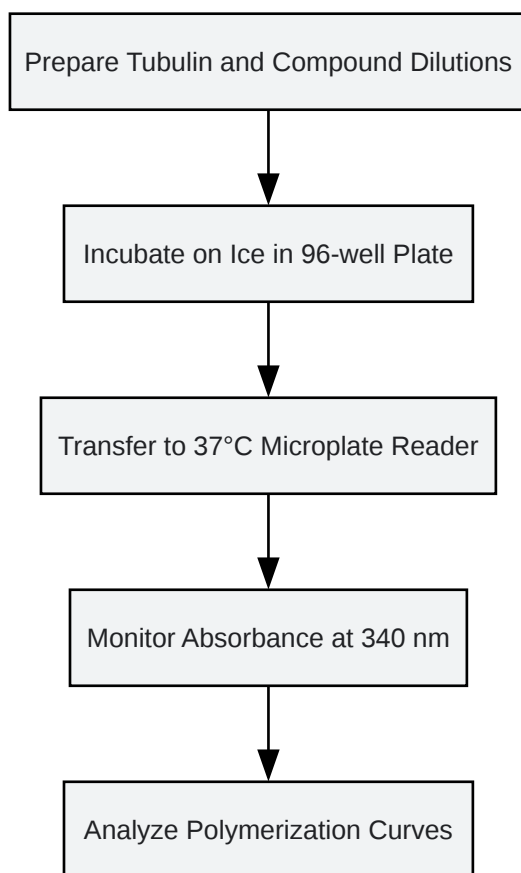 Prepare Tubulin and Compound Dilutions
Incubate on Ice in 96-well Plate
Transfer to 37°C Microplate Reader
Monitor Absorbance at 340 nm
Analyze Polymerization Curves